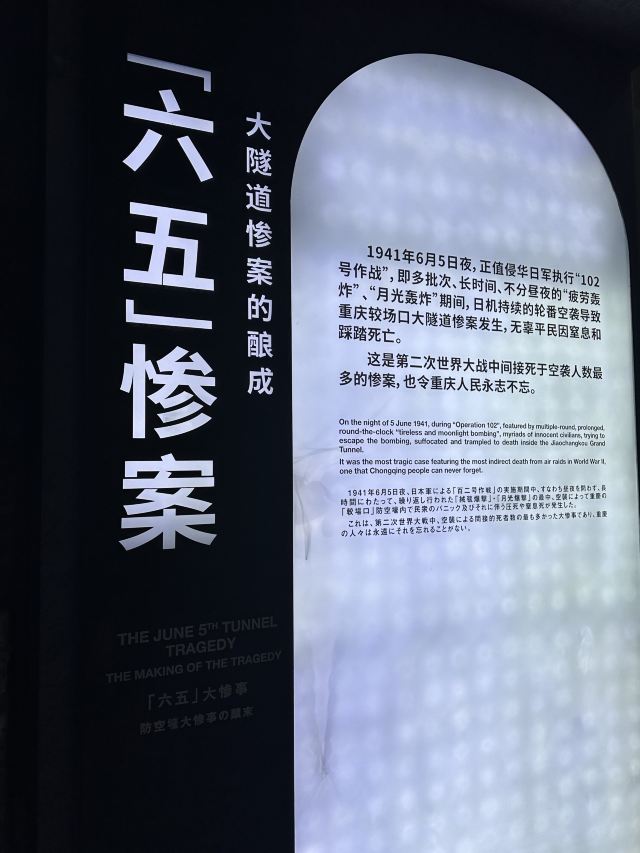 「六五」惨案
大隧道惨案的酿成
1941年6月5日夜，正值侵华日军执行“102
号作战”，即多批次、长时间、不分昼夜的“疲劳轰
炸”、“月光轰炸”期间，日机持续的轮番空袭导致
重庆较场口大隧道惨案发生，无辜平民因窒息和
踩踏死亡。
这是第二次世界大战中间接死于空袭人数最
多的惨案，也令重庆人民永志不忘。
On the night of 5 June 1941, during "Operation 102", featured by multiple-round, prolonged,
round-the-clock "tireless and moonlight bombing", myriads of innocent civilians, trying to
escape the bombing, suffocated and trampled to death inside the Jiaochangkou Grand
Tunnel.
It was the most tragic case featuring the most indirect death from air raids in World War II,
one that Chongqing people can never forget.
1941年6月5日夜、日本軍による「百二号作戦」の実施期間中、すなわち昼夜を問わず、長
時間にわたって、繰り返し行われた「疲労爆撃」・「月光爆撃」の最中、空襲によって重慶の
「較場口」防空壕内で民衆のパニック及びそれに伴う圧死や窒息死が発生した。
これは、第二次世界大戦中、空襲による間接的死者数の最も多かった大惨事であり、重慶
の人々は永遠にそれを忘れることがない。
THE JUNE 5TH TUNNEL
TRAGEDY
THE MAKING OF THE TRAGEDY
「六五」大惨事
防空壕大惨事の顛末